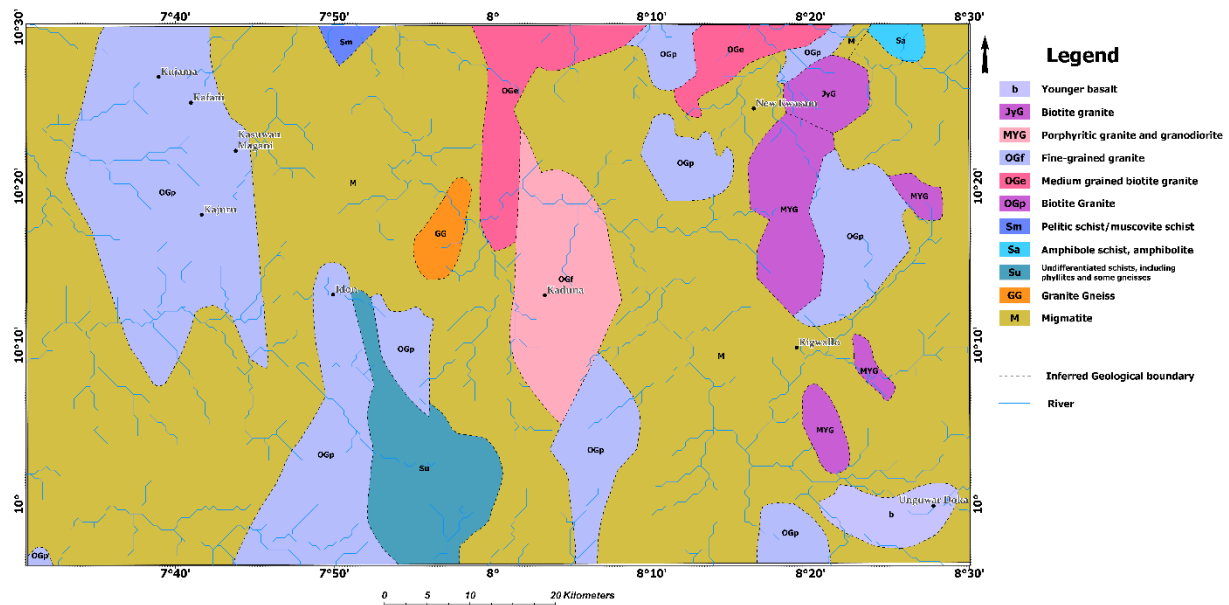 7°40' 7°50' 8° 8°10' 8°20' 8°30'
10°30' 10°30'
Sm
OGe
OGp
OGe
OGp
M
Sa
Kujama
Kafari
JyG
New Kwasam
Kasuwan
Magani
OGp
M
10°20' 10°20'
OGp
MYG
MYG
Kajuru
GG
OGp
OGf
Kaduna
Idon
10°10' 10°10'
OGp
M
Rigwallo
MYG
MYG
OGp
OGp
Su
10° 10°
Unguwar Doka
b
OGp
OGp
7°40' 7°50' 8° 8°10' 8°20' 8°30'
0 5 10 20 Kilometers
Legend
b Younger basalt
JyG Biotite granite
MYG Porphyritic granite and granodiorite
OGf Fine-grained granite
OGe Medium grained biotite granite
OGp Biotite Granite
Sm Pelitic schist/muscovite schist
Sa Amphibole schist, amphibolite
Su Undifferentiated schists, including
phyllites and some gneisses
GG Granite Gneiss
M Migmatite
Inferred Geological boundary
River